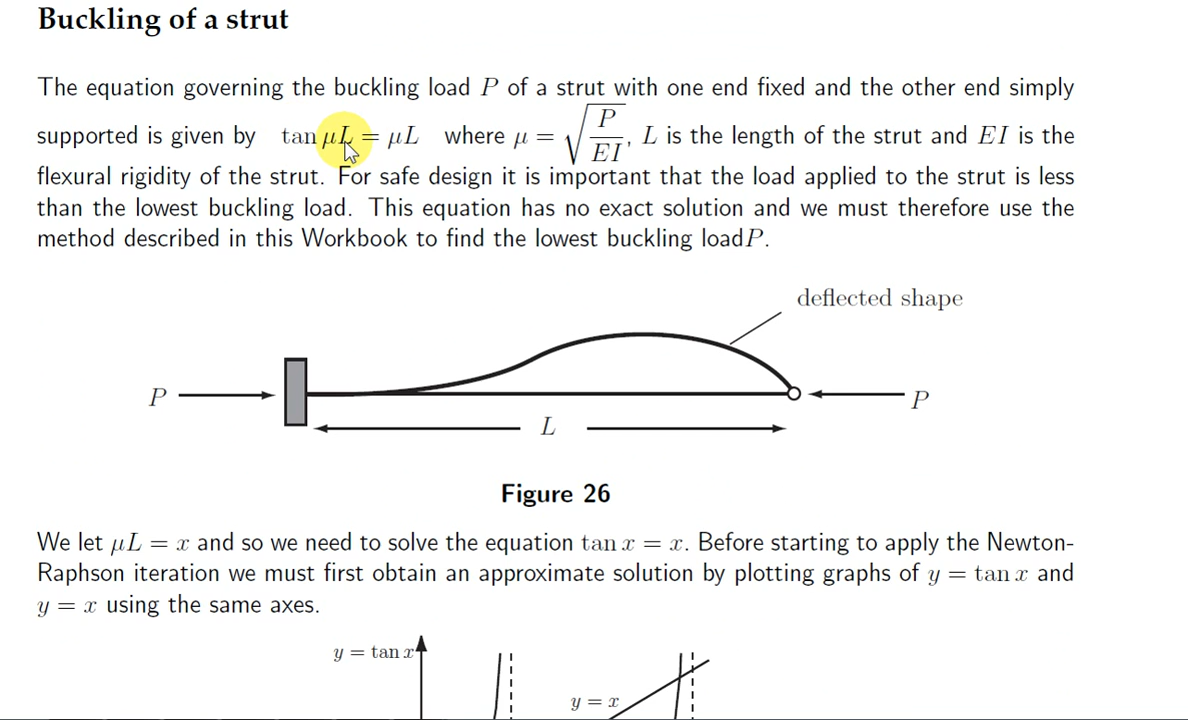 Buckling of a strut
The equation governing the buckling load P of a strut with one end fixed and the other end simply
supported is given by tan μL = μL where μ = √(P/EI), L is the length of the strut and EI is the
flexural rigidity of the strut. For safe design it is important that the load applied to the strut is less
than the lowest buckling load. This equation has no exact solution and we must therefore use the
method described in this Workbook to find the lowest buckling loadP.
deflected shape
P
P
L
Figure 26
We let μL = x and so we need to solve the equation tan x = x. Before starting to apply the Newton-
Raphson iteration we must first obtain an approximate solution by plotting graphs of y = tan x and
y = x using the same axes.
y = tan x
y = x